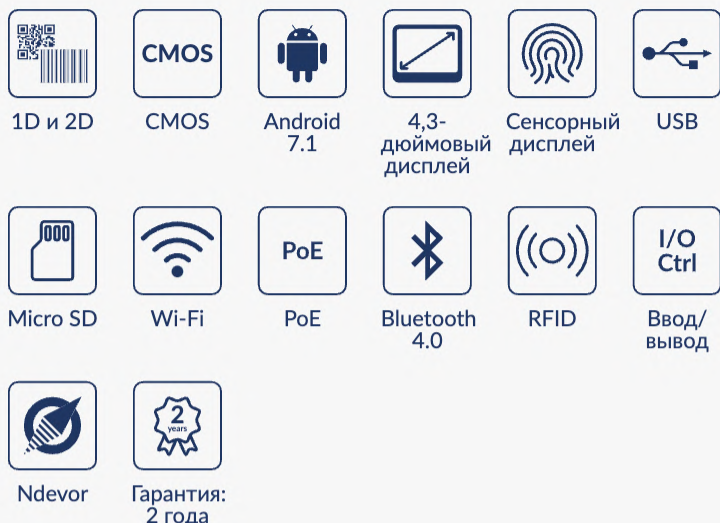 1D и 2D
CMOS
CMOS
Android
7.1
4,3-
дюймовый
дисплей
Сенсорный
дисплей
USB
Micro SD
Wi-Fi
PoE
PoE
Bluetooth
4.0
RFID
I/O
Ctrl
Ввод/
вывод
Ndevor
2
years
Гарантия:
2 года